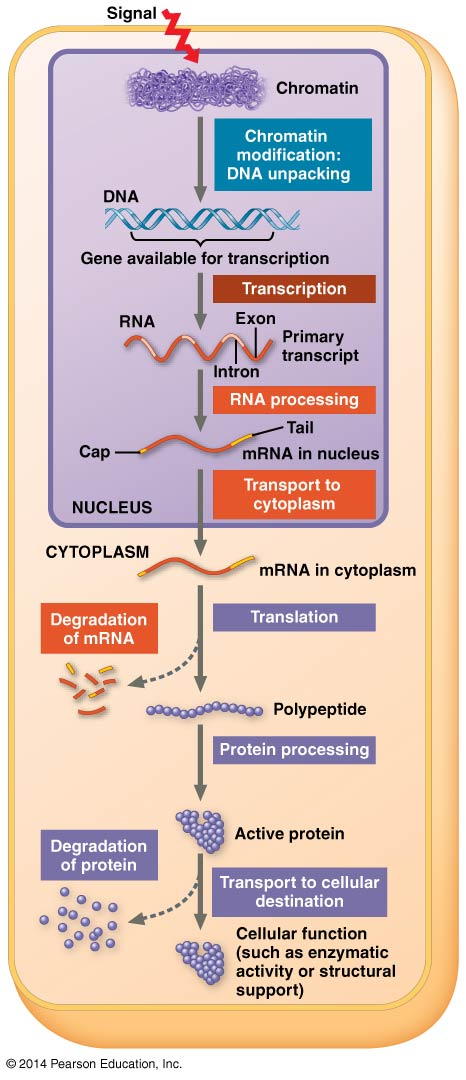 Signal
Chromatin
Chromatin
modification:
DNA unpacking
DNA
Gene available for transcription
Transcription
RNA
Exon
Primary
transcript
Intron
RNA processing
Tail
Cap
mRNA in nucleus
Transport to
cytoplasm
NUCLEUS
CYTOPLASM
mRNA in cytoplasm
Degradation
of mRNA
Translation
Polypeptide
Protein processing
Active protein
Degradation
of protein
Transport to cellular
destination
Cellular function
(such as enzymatic
activity or structural
support)
© 2014 Pearson Education, Inc.